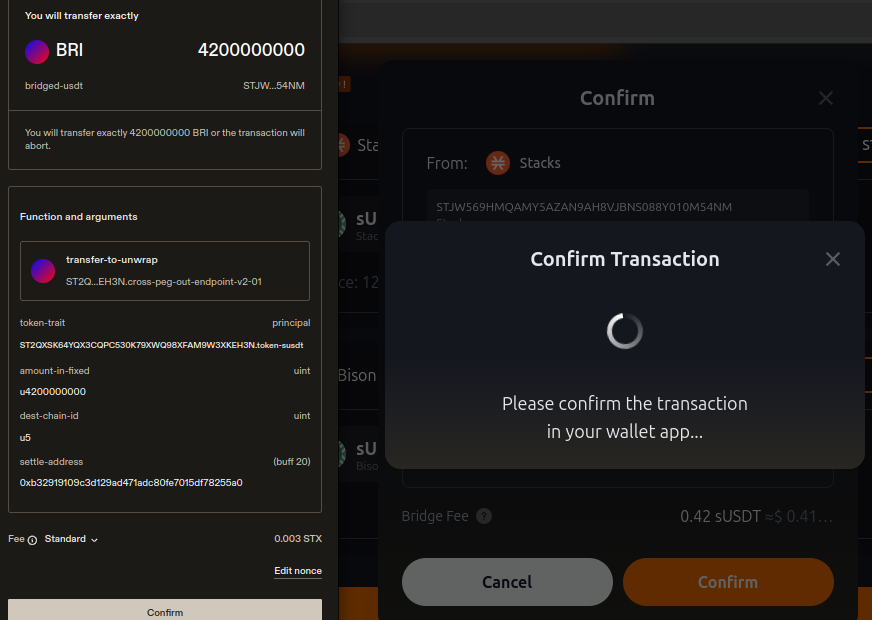 You will transfer exactly
BRI 4200000000
bridged-usdt STJW...54NM
You will transfer exactly 4200000000 BRI or the transaction will
abort.
Function and arguments
transfer-to-unwrap
ST2Q...EH3N.cross-peg-out-endpoint-v2-01
token-trait principal
ST2QXSK64YQX3CQPC530K79XWQ98XFAM9W3XKEH3N.token-susdt
amount-in-fixed uint
u4200000000
dest-chain-id uint
u5
settle-address (buff 20)
0xb32919109c3d129ad471adc80fe7015df78255a0
Fee Standard 0.003 STX
Edit nonce
Confirm
Confirm
From: Stacks
STJW569HMQAMY5AZAN9AH8VJBNS088Y010M54NM
Confirm Transaction
Please confirm the transaction
in your wallet app...
Bridge Fee ? 0.42 sUSDT ≈$ 0.41...
Cancel Confirm
Sta
sU
Stac
ce: 12
Bison
sU
Biso
ST